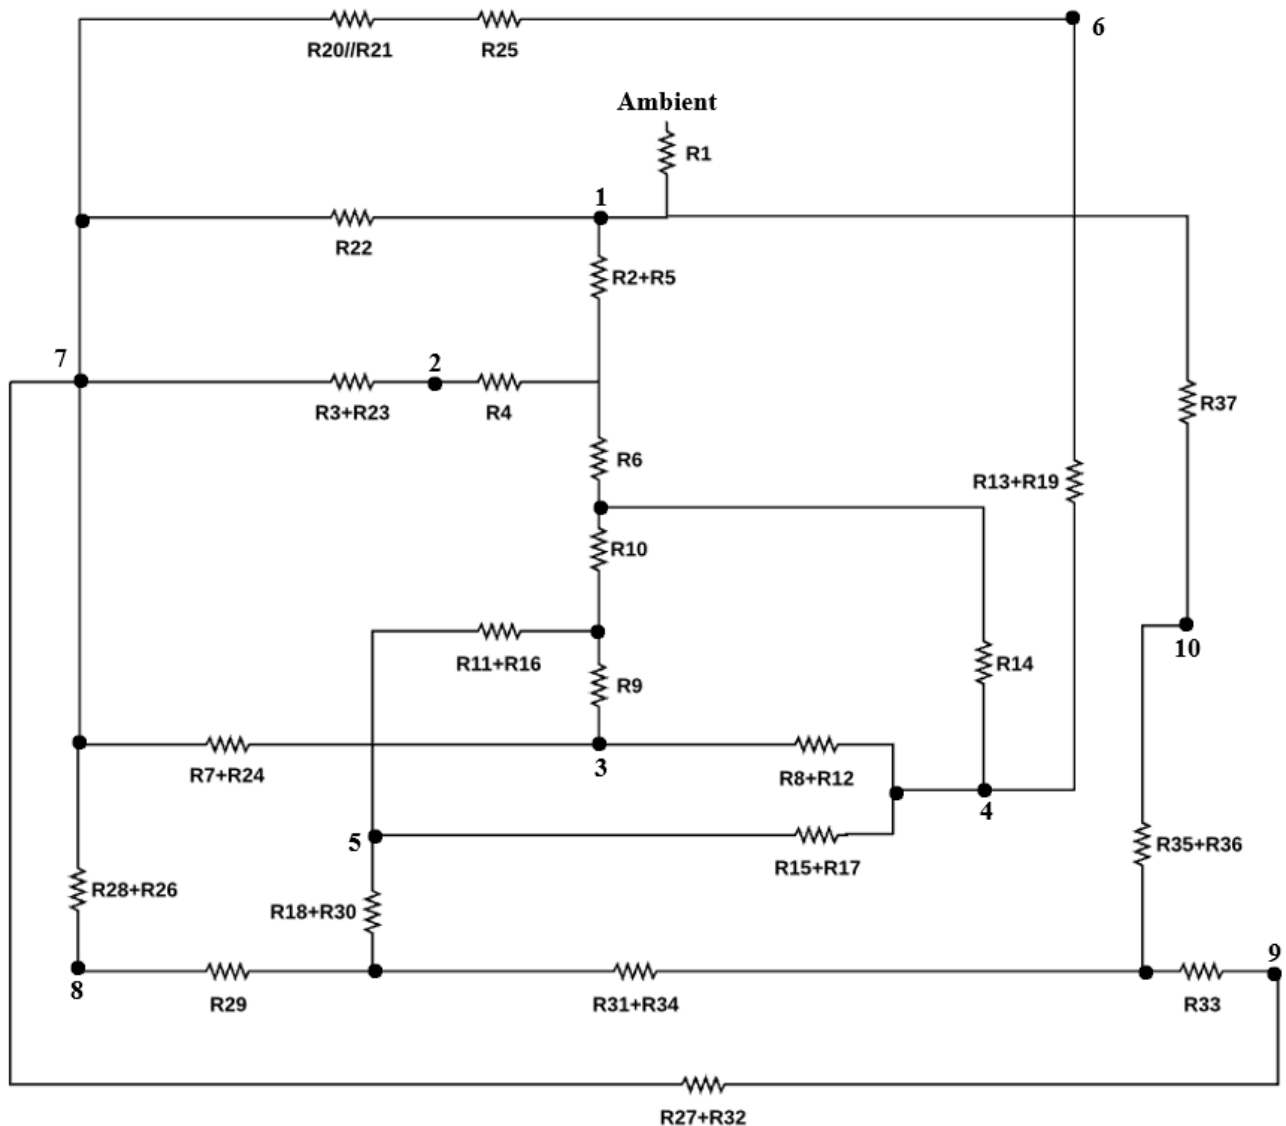 6
R20//R21
R25
Ambient
R1
1
R22
R2+R5
7
2
R3+R23
R4
R37
R6
R13+R19
R10
10
R11+R16
R14
R9
3
R7+R24
R8+R12
4
5
R35+R36
R15+R17
R28+R26
R18+R30
9
8
R29
R31+R34
R33
R27+R32